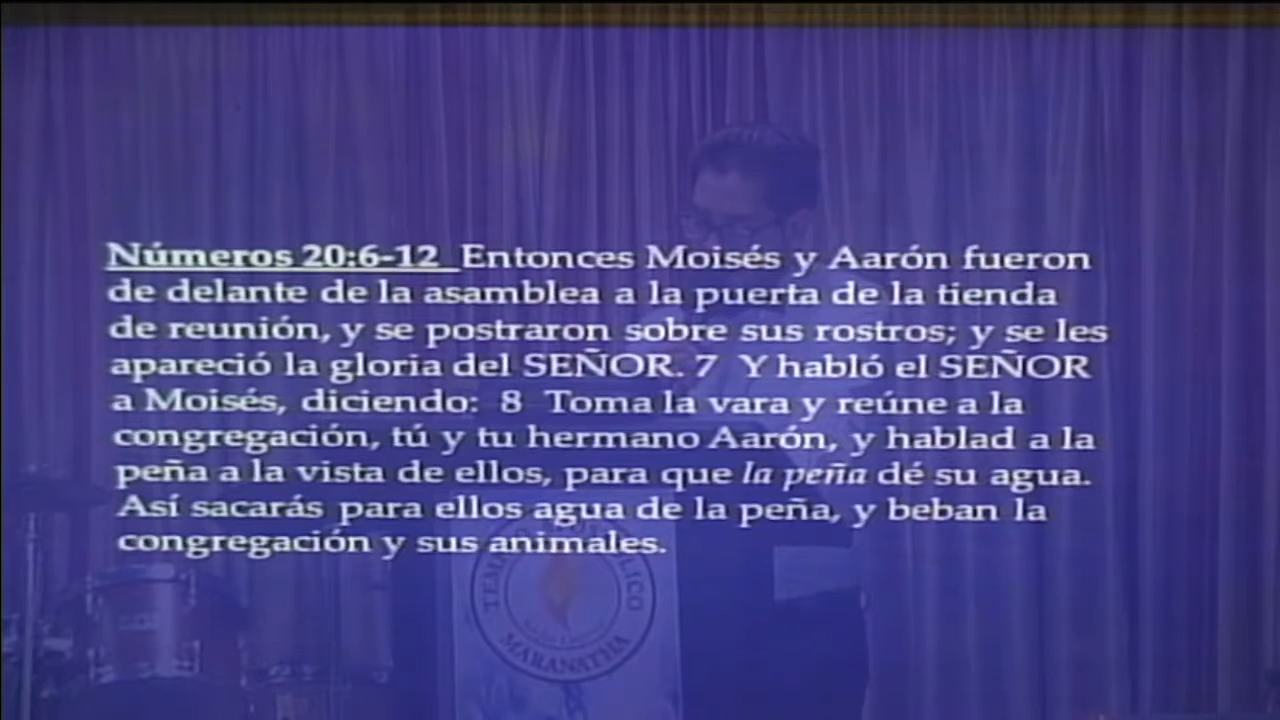 Números 20:6-12 Entonces Moisés y Aarón fueron
de delante de la asamblea a la puerta de la tienda
de reunión, y se postraron sobre sus rostros; y se les
apareció la gloria del SEÑOR. 7 Y habló el SEÑOR
a Moisés, diciendo: 8 Toma la vara y reúne a la
congregación, tú y tu hermano Aarón, y hablad a la
peña a la vista de ellos, para que la peña dé su agua.
Así sacarás para ellos agua de la peña, y beban la
congregación y sus animales.
MARANATHA